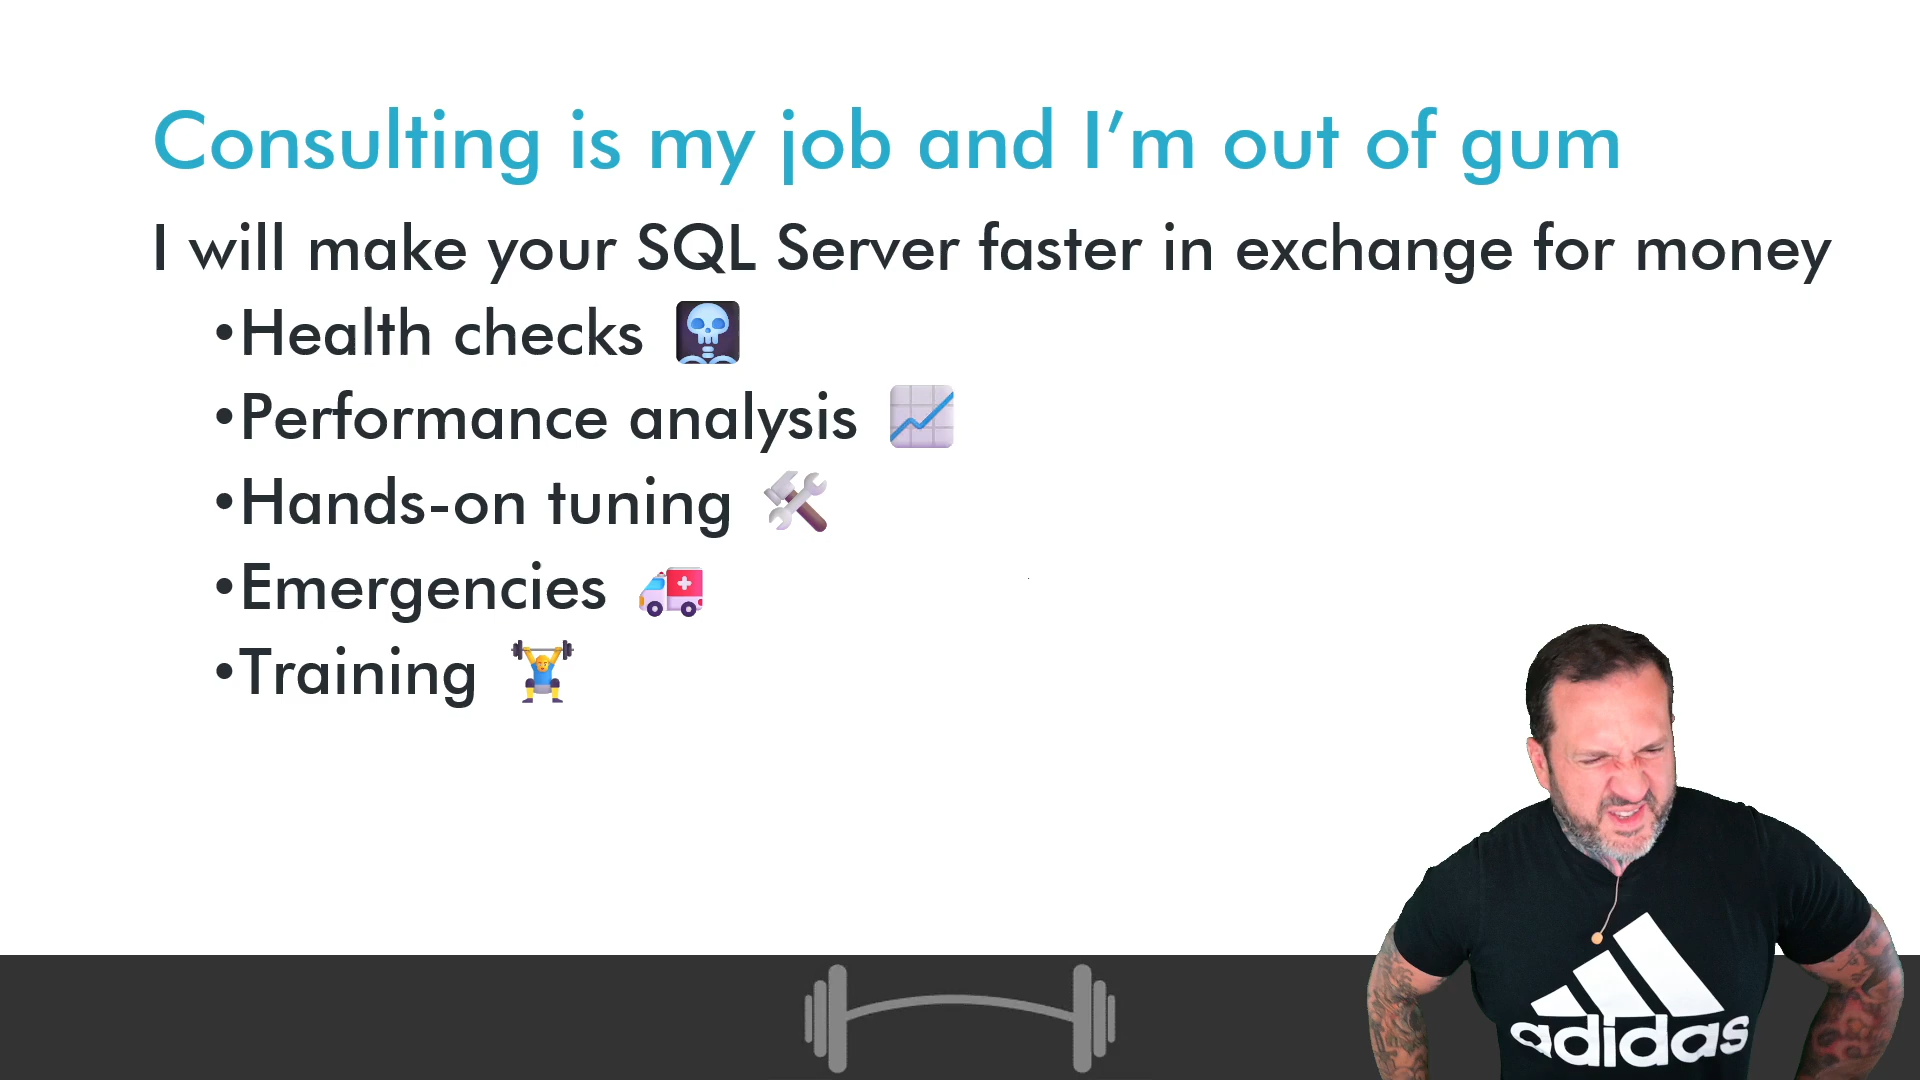 Consulting is my job and I’m out of gum
I will make your SQL Server faster in exchange for money
•Health checks
•Performance analysis
•Hands-on tuning
•Emergencies
•Training
adidas